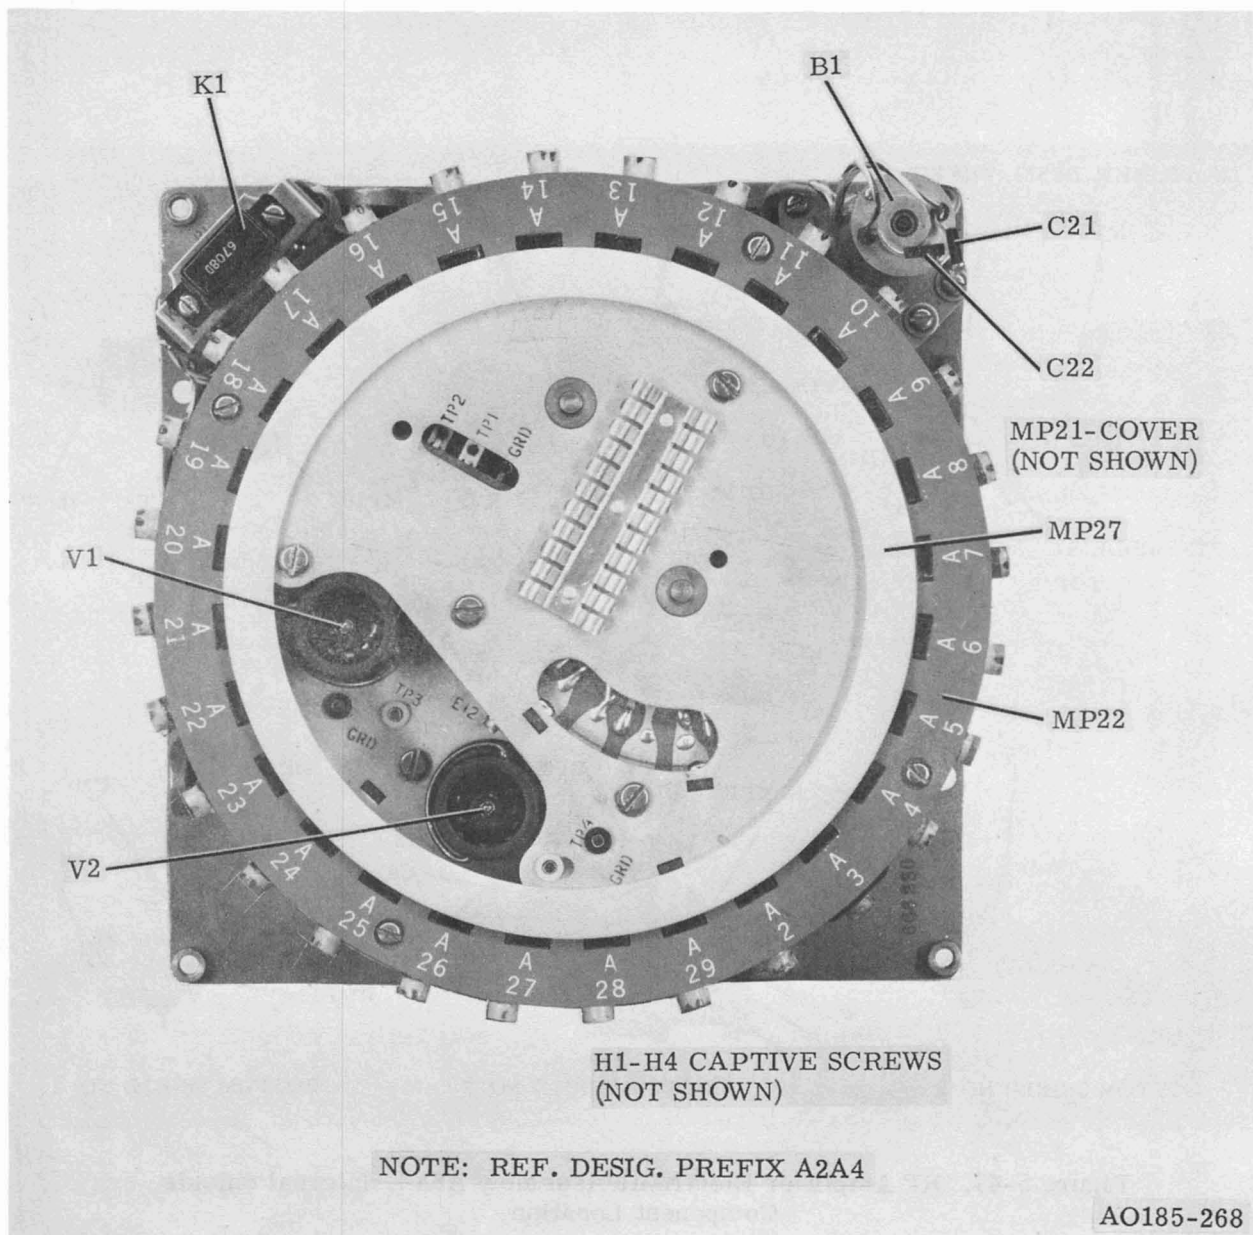 K1
B1
C21
C22
MP21-COVER
(NOT SHOWN)
MP27
MP22
V1
V2
67080
A 2
A 3
A 4
A 5
A 6
A 7
A 8
A 9
A 10
A 11
A 12
A 13
A 14
A 15
A 16
A 17
A 18
A 19
A 20
A 21
A 22
A 23
A 24
A 25
A 26
A 27
A 28
A 29
TP2
TP1
GRD
TP3
GRD
TP4
GRD
H1-H4 CAPTIVE SCREWS
(NOT SHOWN)
NOTE: REF. DESIG. PREFIX A2A4
AO185-268